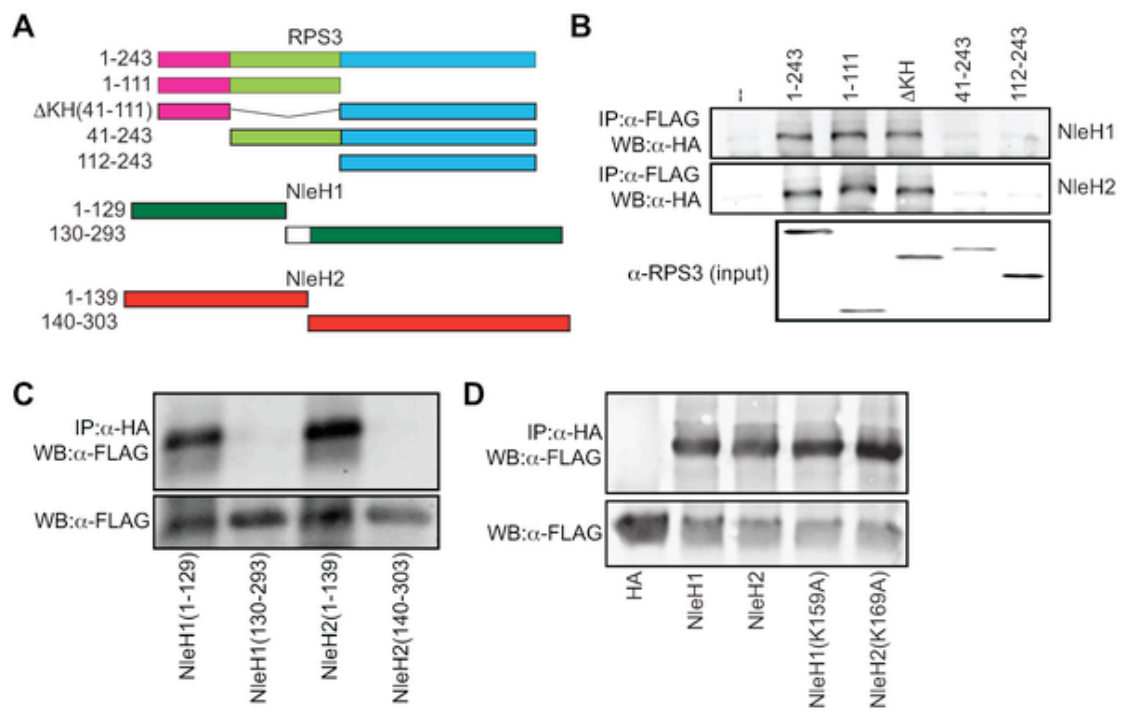 A
RPS3
1-243
1-111
ΔKH(41-111)
41-243
112-243
NleH1
1-129
130-293
NleH2
1-139
140-303
B
--
1-243
1-111
ΔKH
41-243
112-243
IP:α-FLAG
WB:α-HA
NleH1
IP:α-FLAG
WB:α-HA
NleH2
α-RPS3 (input)
C
IP:α-HA
WB:α-FLAG
WB:α-FLAG
NleH1(1-129)
NleH1(130-293)
NleH2(1-139)
NleH2(140-303)
D
IP:α-HA
WB:α-FLAG
WB:α-FLAG
HA
NleH1
NleH2
NleH1(K159A)
NleH2(K169A)